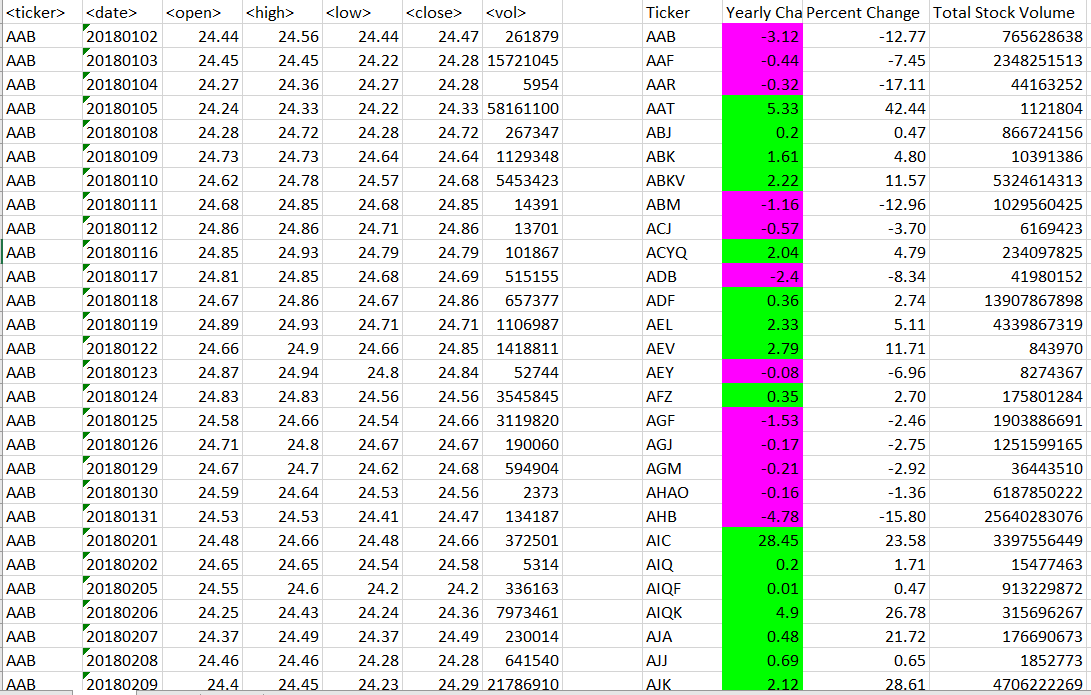 <ticker> <date> <open> <high> <low> <close> <vol> Ticker Yearly Cha Percent Change Total Stock Volume
AAB 20180102 24.44 24.56 24.44 24.47 261879 AAB -3.12 -12.77 765628638
AAB 20180103 24.45 24.45 24.22 24.28 15721045 AAF -0.44 -7.45 2348251513
AAB 20180104 24.27 24.36 24.27 24.28 5954 AAR -0.32 -17.11 44163252
AAB 20180105 24.24 24.33 24.22 24.33 58161100 AAT 5.33 42.44 1121804
AAB 20180108 24.28 24.72 24.28 24.72 267347 ABJ 0.2 0.47 866724156
AAB 20180109 24.73 24.73 24.64 24.64 1129348 ABK 1.61 4.80 10391386
AAB 20180110 24.62 24.78 24.57 24.68 5453423 ABKV 2.22 11.57 5324614313
AAB 20180111 24.68 24.85 24.68 24.85 14391 ABM -1.16 -12.96 1029560425
AAB 20180112 24.86 24.86 24.71 24.86 13701 ACJ -0.57 -3.70 6169423
AAB 20180116 24.85 24.93 24.79 24.79 101867 ACYQ 2.04 4.79 234097825
AAB 20180117 24.81 24.85 24.68 24.69 515155 ADB -2.4 -8.34 41980152
AAB 20180118 24.67 24.86 24.67 24.86 657377 ADF 0.36 2.74 13907867898
AAB 20180119 24.89 24.93 24.71 24.71 1106987 AEL 2.33 5.11 4339867319
AAB 20180122 24.66 24.9 24.66 24.85 1418811 AEV 2.79 11.71 843970
AAB 20180123 24.87 24.94 24.8 24.84 52744 AEY -0.08 -6.96 8274367
AAB 20180124 24.83 24.83 24.56 24.56 3545845 AFZ 0.35 2.70 175801284
AAB 20180125 24.58 24.66 24.54 24.66 3119820 AGF -1.53 -2.46 1903886691
AAB 20180126 24.71 24.8 24.67 24.67 190060 AGJ -0.17 -2.75 1251599165
AAB 20180129 24.67 24.7 24.62 24.68 594904 AGM -0.21 -2.92 36443510
AAB 20180130 24.59 24.64 24.53 24.56 2373 AHAO -0.16 -1.36 6187850222
AAB 20180131 24.53 24.53 24.41 24.47 134187 AHB -4.78 -15.80 25640283076
AAB 20180201 24.48 24.66 24.48 24.66 372501 AIC 28.45 23.58 3397556449
AAB 20180202 24.65 24.65 24.54 24.58 5314 AIQ 0.2 1.71 15477463
AAB 20180205 24.55 24.6 24.2 24.2 336163 AIQF 0.01 0.47 913229872
AAB 20180206 24.25 24.43 24.24 24.36 7973461 AIQK 4.9 26.78 315696267
AAB 20180207 24.37 24.49 24.37 24.49 230014 AJA 0.48 21.72 176690673
AAB 20180208 24.46 24.46 24.28 24.28 641540 AJJ 0.69 0.65 1852773
AAB 20180209 24.4 24.45 24.23 24.29 21786910 AJK 2.12 28.61 4706222269